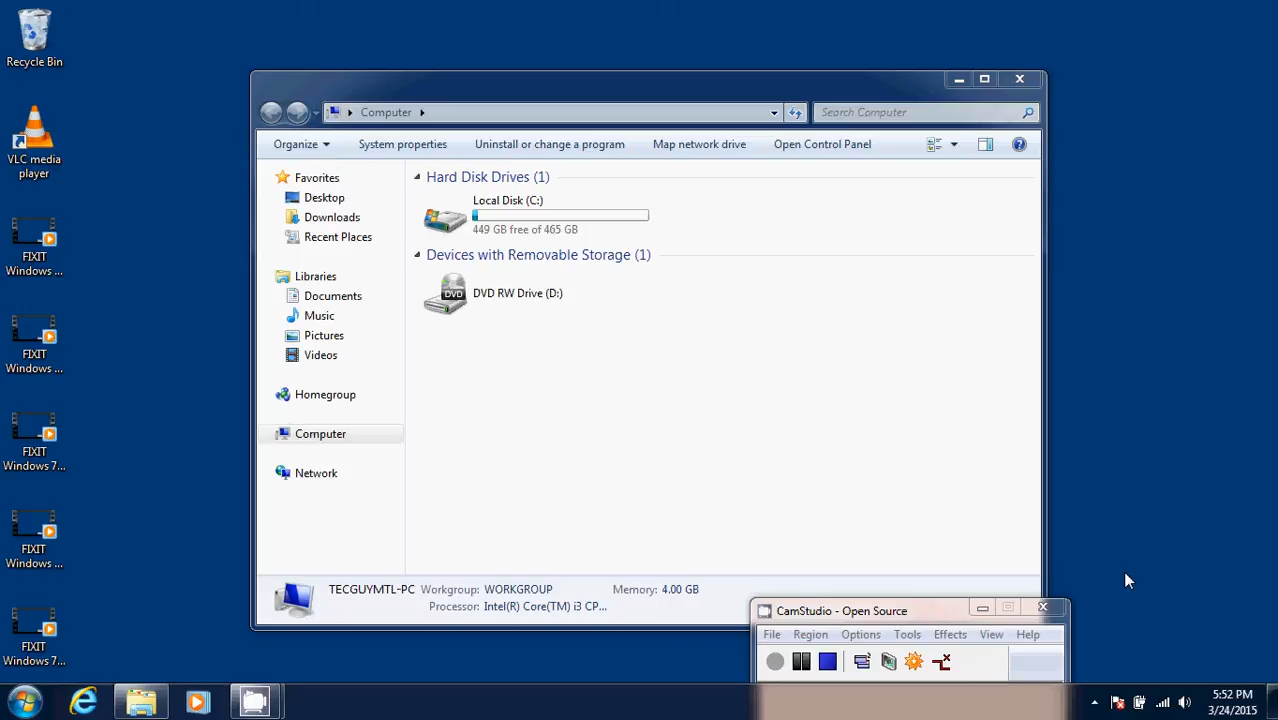 Recycle Bin
VLC media
player
FIXIT
Windows ...
FIXIT
Windows ...
FIXIT
Windows 7...
FIXIT
Windows ...
FIXIT
Windows 7...
Computer
Search Computer
Organize
System properties
Uninstall or change a program
Map network drive
Open Control Panel
Favorites
Desktop
Downloads
Recent Places
Libraries
Documents
Music
Pictures
Videos
Homegroup
Computer
Network
Hard Disk Drives (1)
Local Disk (C:)
449 GB free of 465 GB
Devices with Removable Storage (1)
DVD
DVD RW Drive (D:)
TECGUYMTL-PC Workgroup: WORKGROUP Memory: 4.00 GB
Processor: Intel(R) Core(TM) i3 CP...
CamStudio - Open Source
File Region Options Tools Effects View Help
5:52 PM
3/24/2015